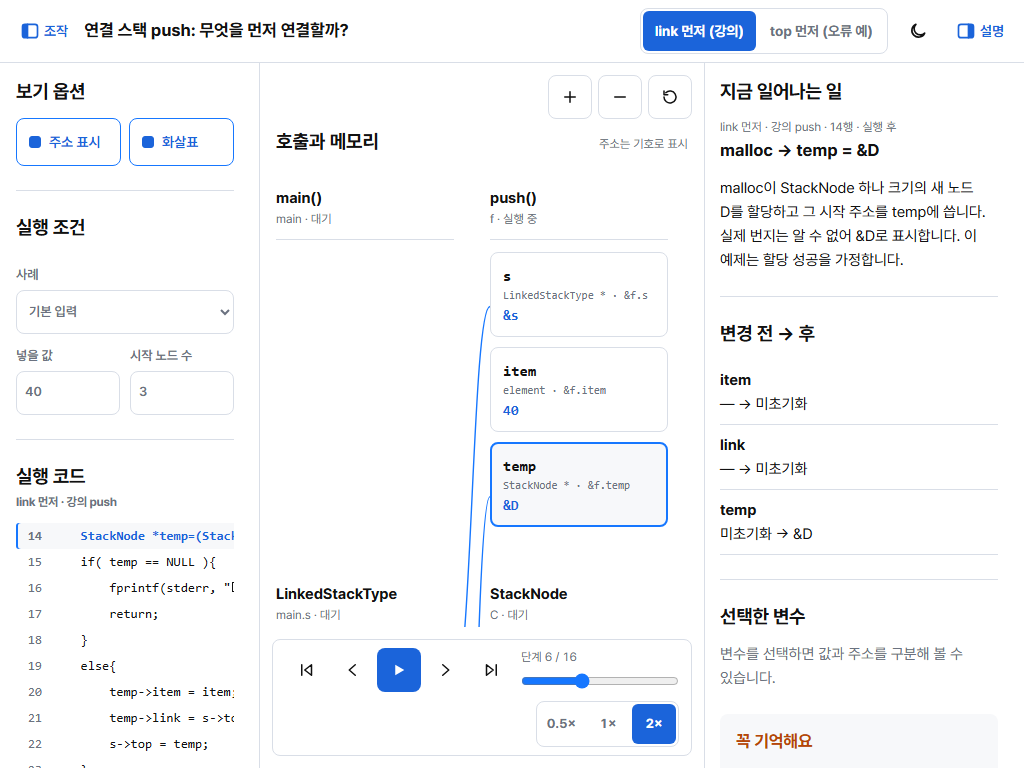 조작
연결 스택 push: 무엇을 먼저 연결할까?
link 먼저 (강의)
top 먼저 (오류 예)
설명
보기 옵션
주소 표시
화살표
실행 조건
사례
기본 입력
넣을 값
시작 노드 수
40
3
실행 코드
link 먼저 · 강의 push
14 StackNode *temp=(Stack
15 if( temp == NULL ){
16 fprintf(stderr, "
17 return;
18 }
19 else{
20 temp->item = item;
21 temp->link = s->to
22 s->top = temp;
호출과 메모리
주소는 기호로 표시
main()
main · 대기
push()
f · 실행 중
s
LinkedStackType * · &f.s
&s
item
element · &f.item
40
temp
StackNode * · &f.temp
&D
LinkedStackType
main.s · 대기
StackNode
C · 대기
단계 6 / 16
0.5×
1×
2×
지금 일어나는 일
link 먼저 · 강의 push · 14행 · 실행 후
malloc → temp = &D
malloc이 StackNode 하나 크기의 새 노드
D를 할당하고 그 시작 주소를 temp에 씁니다.
실제 번지는 알 수 없어 &D로 표시합니다. 이
예제는 할당 성공을 가정합니다.
변경 전 → 후
item
— → 미초기화
link
— → 미초기화
temp
미초기화 → &D
선택한 변수
변수를 선택하면 값과 주소를 구분해 볼 수
있습니다.
꼭 기억해요